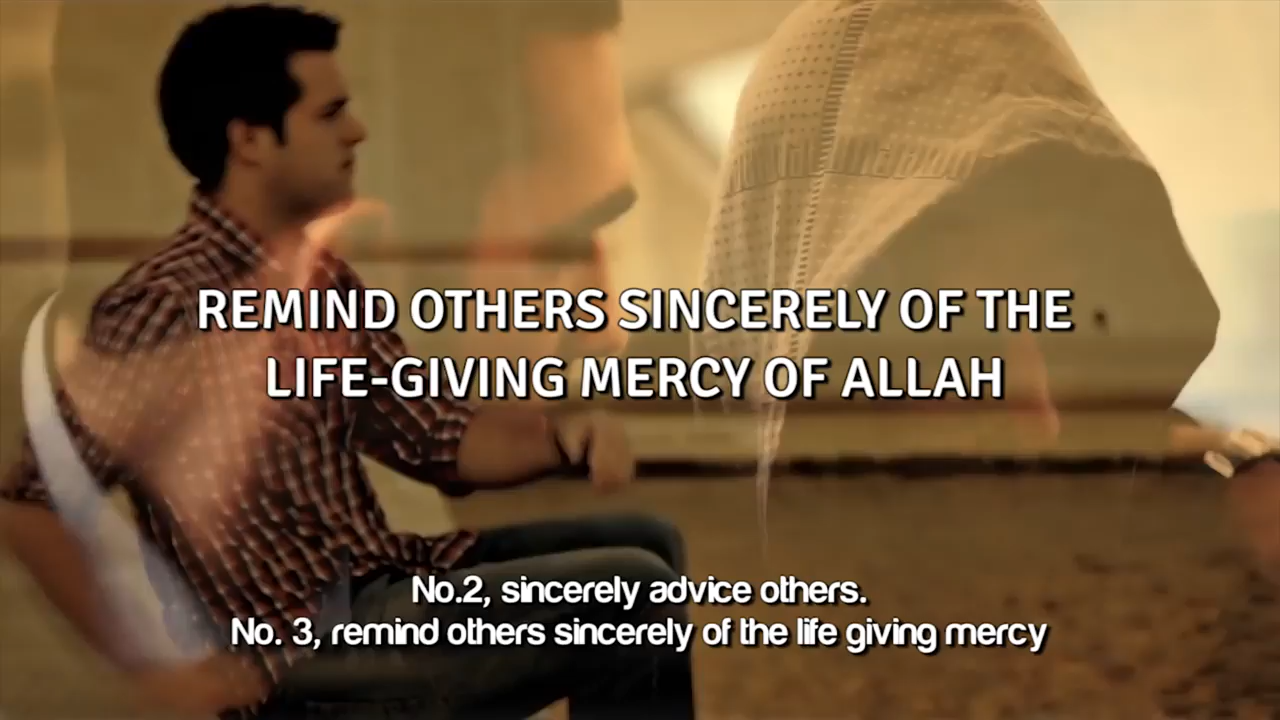 REMIND OTHERS SINCERELY OF THE
LIFE-GIVING MERCY OF ALLAH
No.2, sincerely advice others.
No. 3, remind others sincerely of the life giving mercy